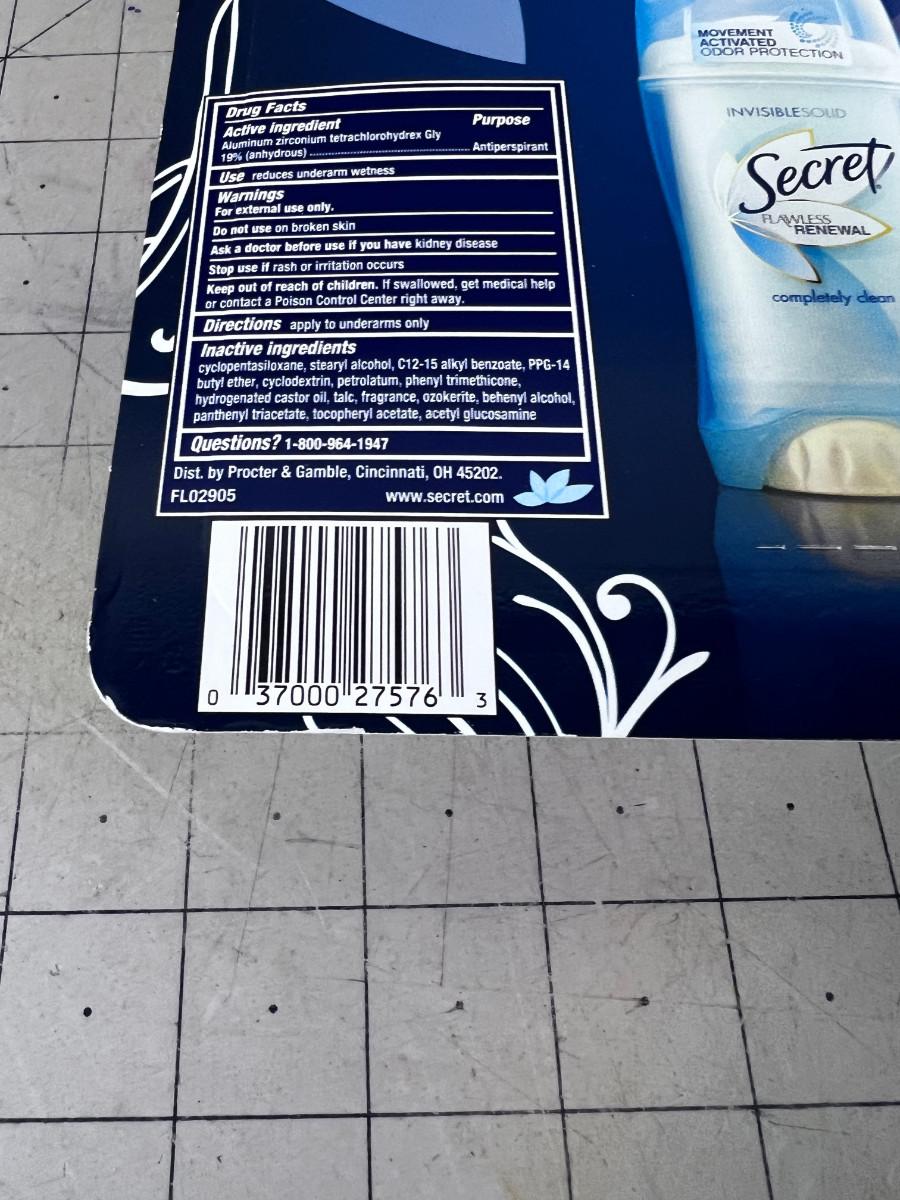 MOVEMENT
ACTIVATED
ODOR PROTECTION
INVISIBLESOLID
Secret
FLAWLESS
RENEWAL
completely clean
Drug Facts
Active ingredient Purpose
Aluminum zirconium tetrachlorohydrex Gly
19% (anhydrous) ........................................ Antiperspirant
Use reduces underarm wetness
Warnings
For external use only.
Do not use on broken skin
Ask a doctor before use if you have kidney disease
Stop use if rash or irritation occurs
Keep out of reach of children. If swallowed, get medical help
or contact a Poison Control Center right away.
Directions apply to underarms only
Inactive ingredients
cyclopentasiloxane, stearyl alcohol, C12-15 alkyl benzoate, PPG-14
butyl ether, cyclodextrin, petrolatum, phenyl trimethicone,
hydrogenated castor oil, talc, fragrance, ozokerite, behenyl alcohol,
panthenyl triacetate, tocopheryl acetate, acetyl glucosamine
Questions? 1-800-964-1947
Dist. by Procter & Gamble, Cincinnati, OH 45202.
FL02905 www.secret.com
0 37000 27576 3